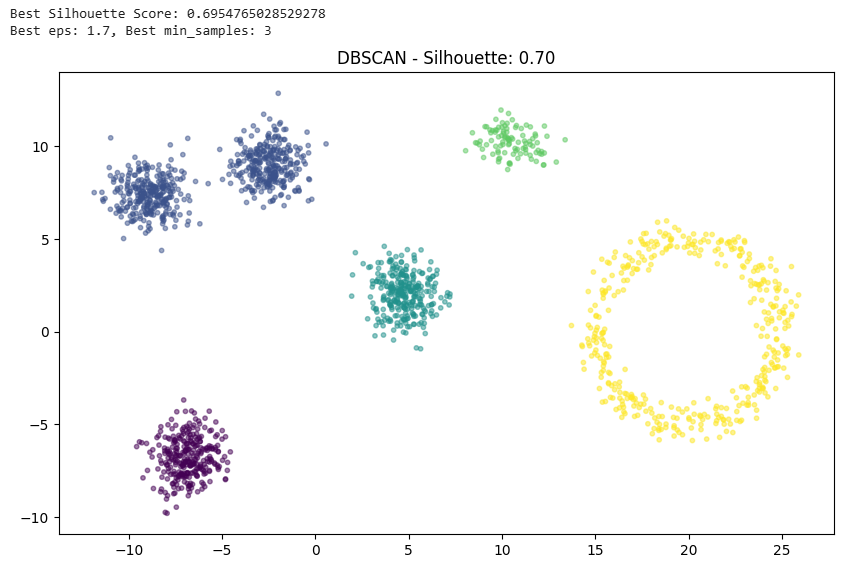 Best Silhouette Score: 0.6954765028529278
Best eps: 1.7, Best min_samples: 3
DBSCAN - Silhouette: 0.70
10
5
0
−5
−10
−10 −5 0 5 10 15 20 25